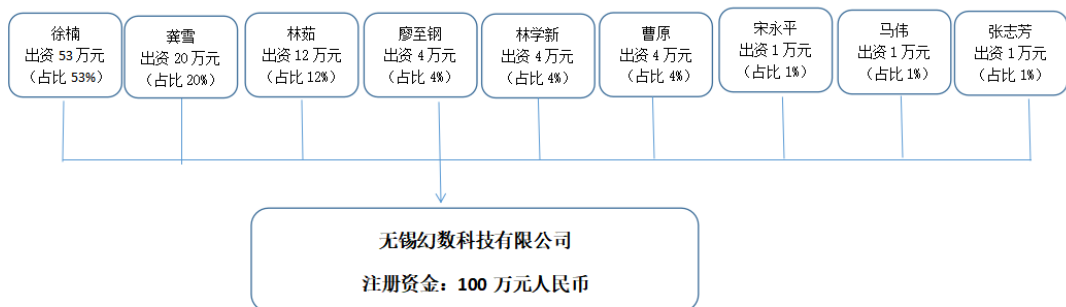 徐楠
出资 53 万元
（占比 53%）
龚雪
出资 20 万元
（占比 20%）
林茹
出资 12 万元
（占比 12%）
廖至钢
出资 4 万元
（占比 4%）
林学新
出资 4 万元
（占比 4%）
曹原
出资 4 万元
（占比 4%）
宋永平
出资 1 万元
（占比 1%）
马伟
出资 1 万元
（占比 1%）
张志芳
出资 1 万元
（占比 1%）
无锡幻数科技有限公司
注册资金：100 万元人民币